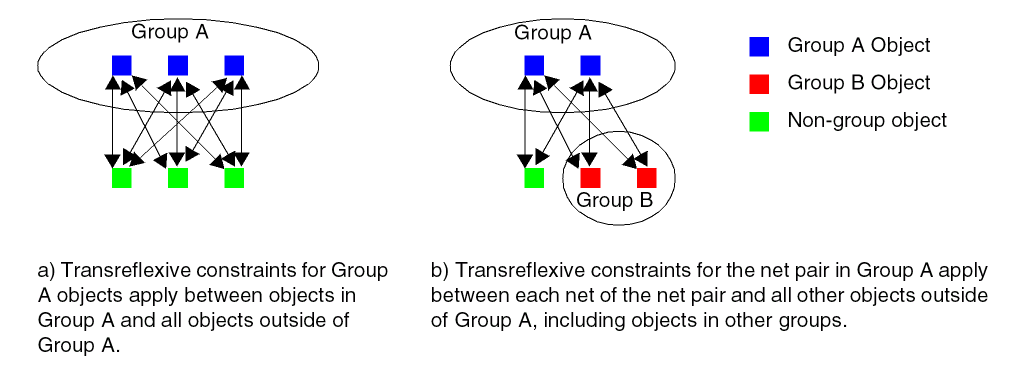 Group A
Group A
Group A Object
Group B Object
Non-group object
Group B
a) Transreflexive constraints for Group
A objects apply between objects in
Group A and all objects outside of
Group A.
b) Transreflexive constraints for the net pair in Group A apply
between each net of the net pair and all other objects outside
of Group A, including objects in other groups.